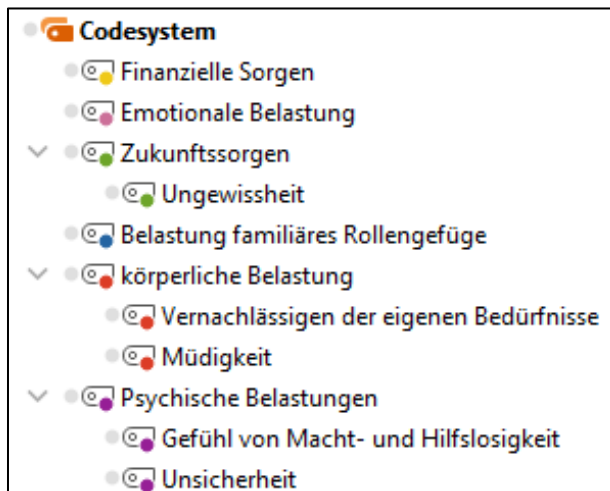 Codesystem
Finanzielle Sorgen
Emotionale Belastung
Zukunftssorgen
Ungewissheit
Belastung familiäres Rollengefüge
körperliche Belastung
Vernachlässigen der eigenen Bedürfnisse
Müdigkeit
Psychische Belastungen
Gefühl von Macht- und Hilfslosigkeit
Unsicherheit